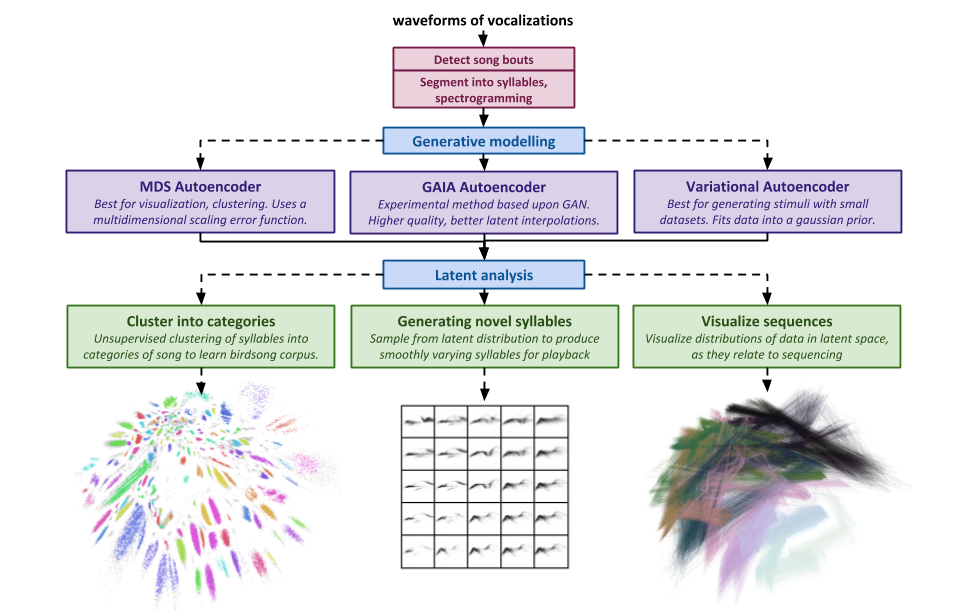 waveforms of vocalizations
Detect song bouts
Segment into syllables,
spectrogramming
Generative modelling
MDS Autoencoder
Best for visualization, clustering. Uses a
multidimensional scaling error function.
GAIA Autoencoder
Experimental method based upon GAN.
Higher quality, better latent interpolations.
Variational Autoencoder
Best for generating stimuli with small
datasets. Fits data into a gaussian prior.
Latent analysis
Cluster into categories
Unsupervised clustering of syllables into
categories of song to learn birdsong corpus.
Generating novel syllables
Sample from latent distribution to produce
smoothly varying syllables for playback
Visualize sequences
Visualize distributions of data in latent space,
as they relate to sequencing